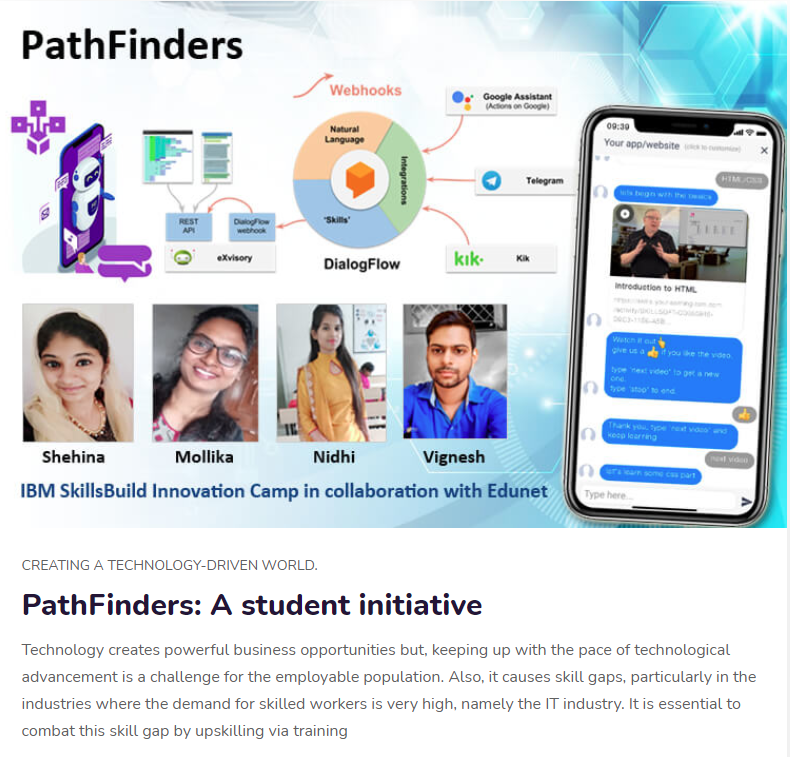 PathFinders
Webhooks
Google Assistant
(Actions on Google)
Natural
Language
Integrations
'Skills'
DialogFlow
Telegram
kik.
Kik
REST
API
DialogFlow
webhook
eXvisory
09:39
Your app/website (click to customize)
HTML/CSS
lets begin with the basics
Introduction to HTML
Watch it out
give us a 👍 if you like the video.
type 'next video' to get a new
one.
type 'stop' to end.
Thank you, type 'next video' and
keep learning
next video
let's learn some css part
Type here...
Shehina
Mollika
Nidhi
Vignesh
IBM SkillsBuild Innovation Camp in collaboration with Edunet
CREATING A TECHNOLOGY-DRIVEN WORLD.
PathFinders: A student initiative
Technology creates powerful business opportunities but, keeping up with the pace of technological
advancement is a challenge for the employable population. Also, it causes skill gaps, particularly in the
industries where the demand for skilled workers is very high, namely the IT industry. It is essential to
combat this skill gap by upskilling via training